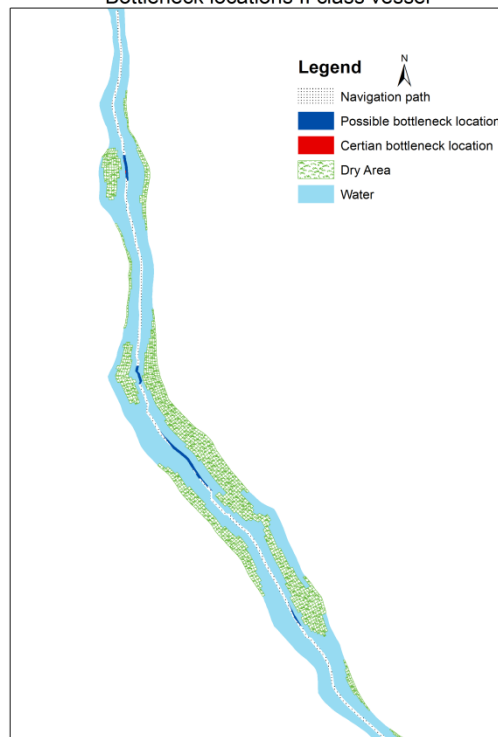 Bottleneck locations II class vessel
Legend
N
Navigation path
Possible bottleneck location
Certian bottleneck location
Dry Area
Water